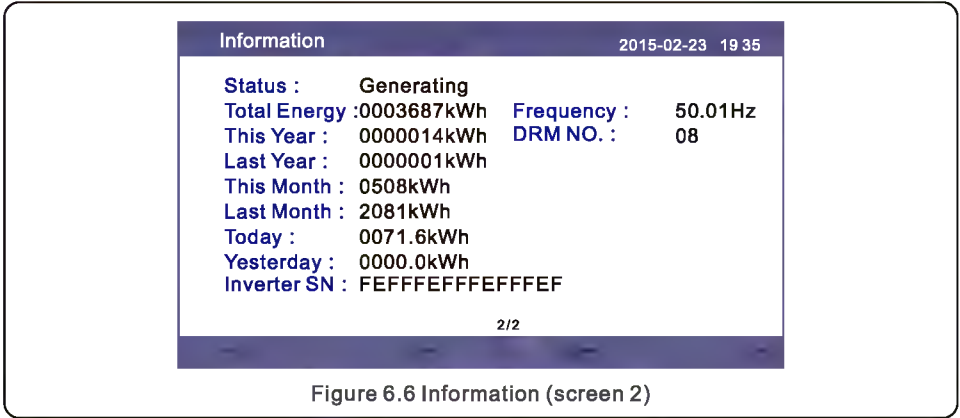 Information 2015-02-23 19 35
Status : Generating
Total Energy :0003687kWh Frequency : 50.01Hz
This Year : 0000014kWh DRM NO. : 08
Last Year : 0000001kWh
This Month : 0508kWh
Last Month : 2081kWh
Today : 0071.6kWh
Yesterday : 0000.0kWh
Inverter SN : FEFFFEFFFEFFFEF
2/2
Figure 6.6 Information (screen 2)